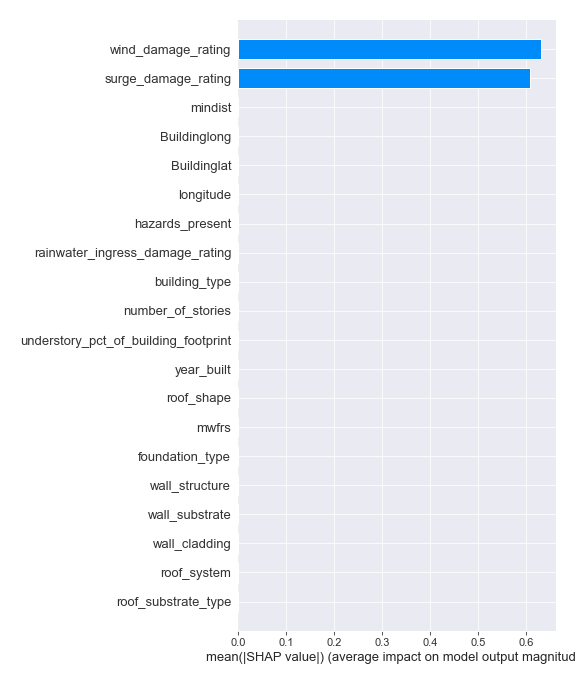 wind_damage_rating
surge_damage_rating
mindist
Buildinglong
Buildinglat
longitude
hazards_present
rainwater_ingress_damage_rating
building_type
number_of_stories
understory_pct_of_building_footprint
year_built
roof_shape
mwfrs
foundation_type
wall_structure
wall_substrate
wall_cladding
roof_system
roof_substrate_type
0.0 0.1 0.2 0.3 0.4 0.5 0.6
mean(|SHAP value|) (average impact on model output magnitud